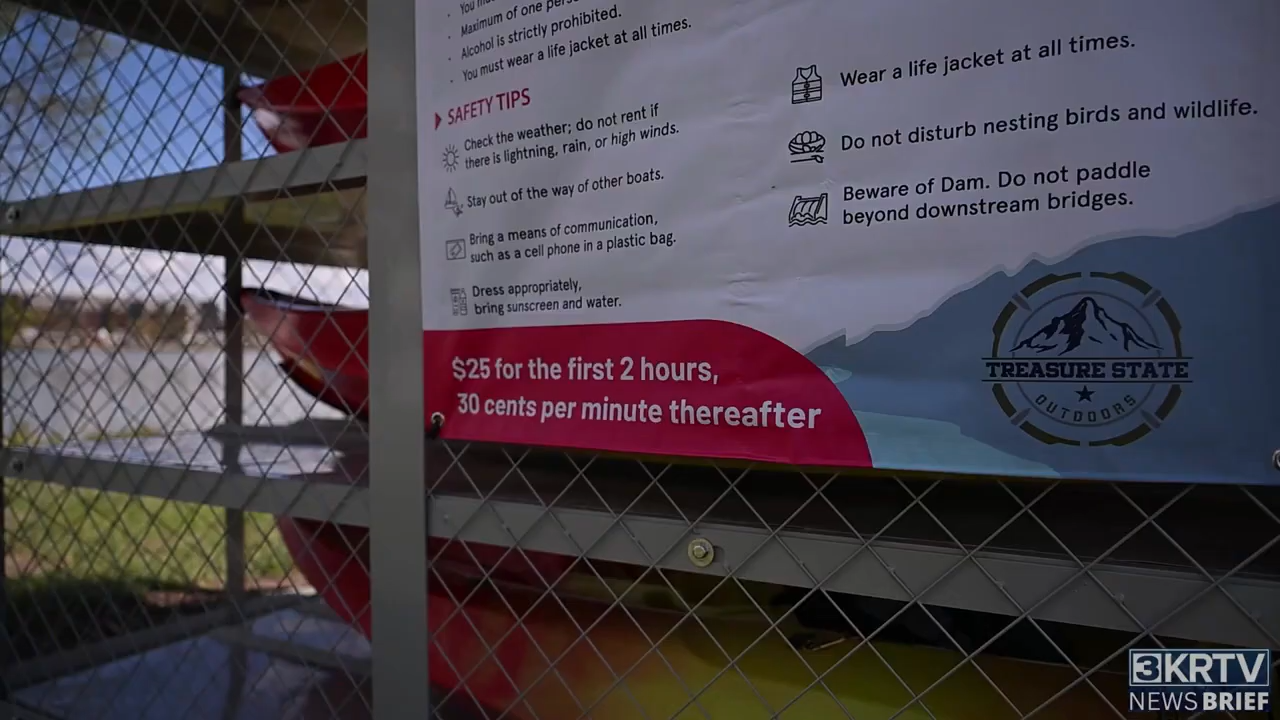 You
Maximum of one
Alcohol is strictly prohibited.
You must wear a life jacket at all times.
SAFETY TIPS
Check the weather; do not rent if
there is lightning, rain, or high winds.
Stay out of the way of other boats.
Bring a means of communication,
such as a cell phone in a plastic bag.
Dress appropriately,
bring sunscreen and water.
$25 for the first 2 hours,
30 cents per minute thereafter
Wear a life jacket at all times.
Do not disturb nesting birds and wildlife.
Beware of Dam. Do not paddle
beyond downstream bridges.
TREASURE STATE
OUTDOORS
3KRTV
NEWS BRIEF